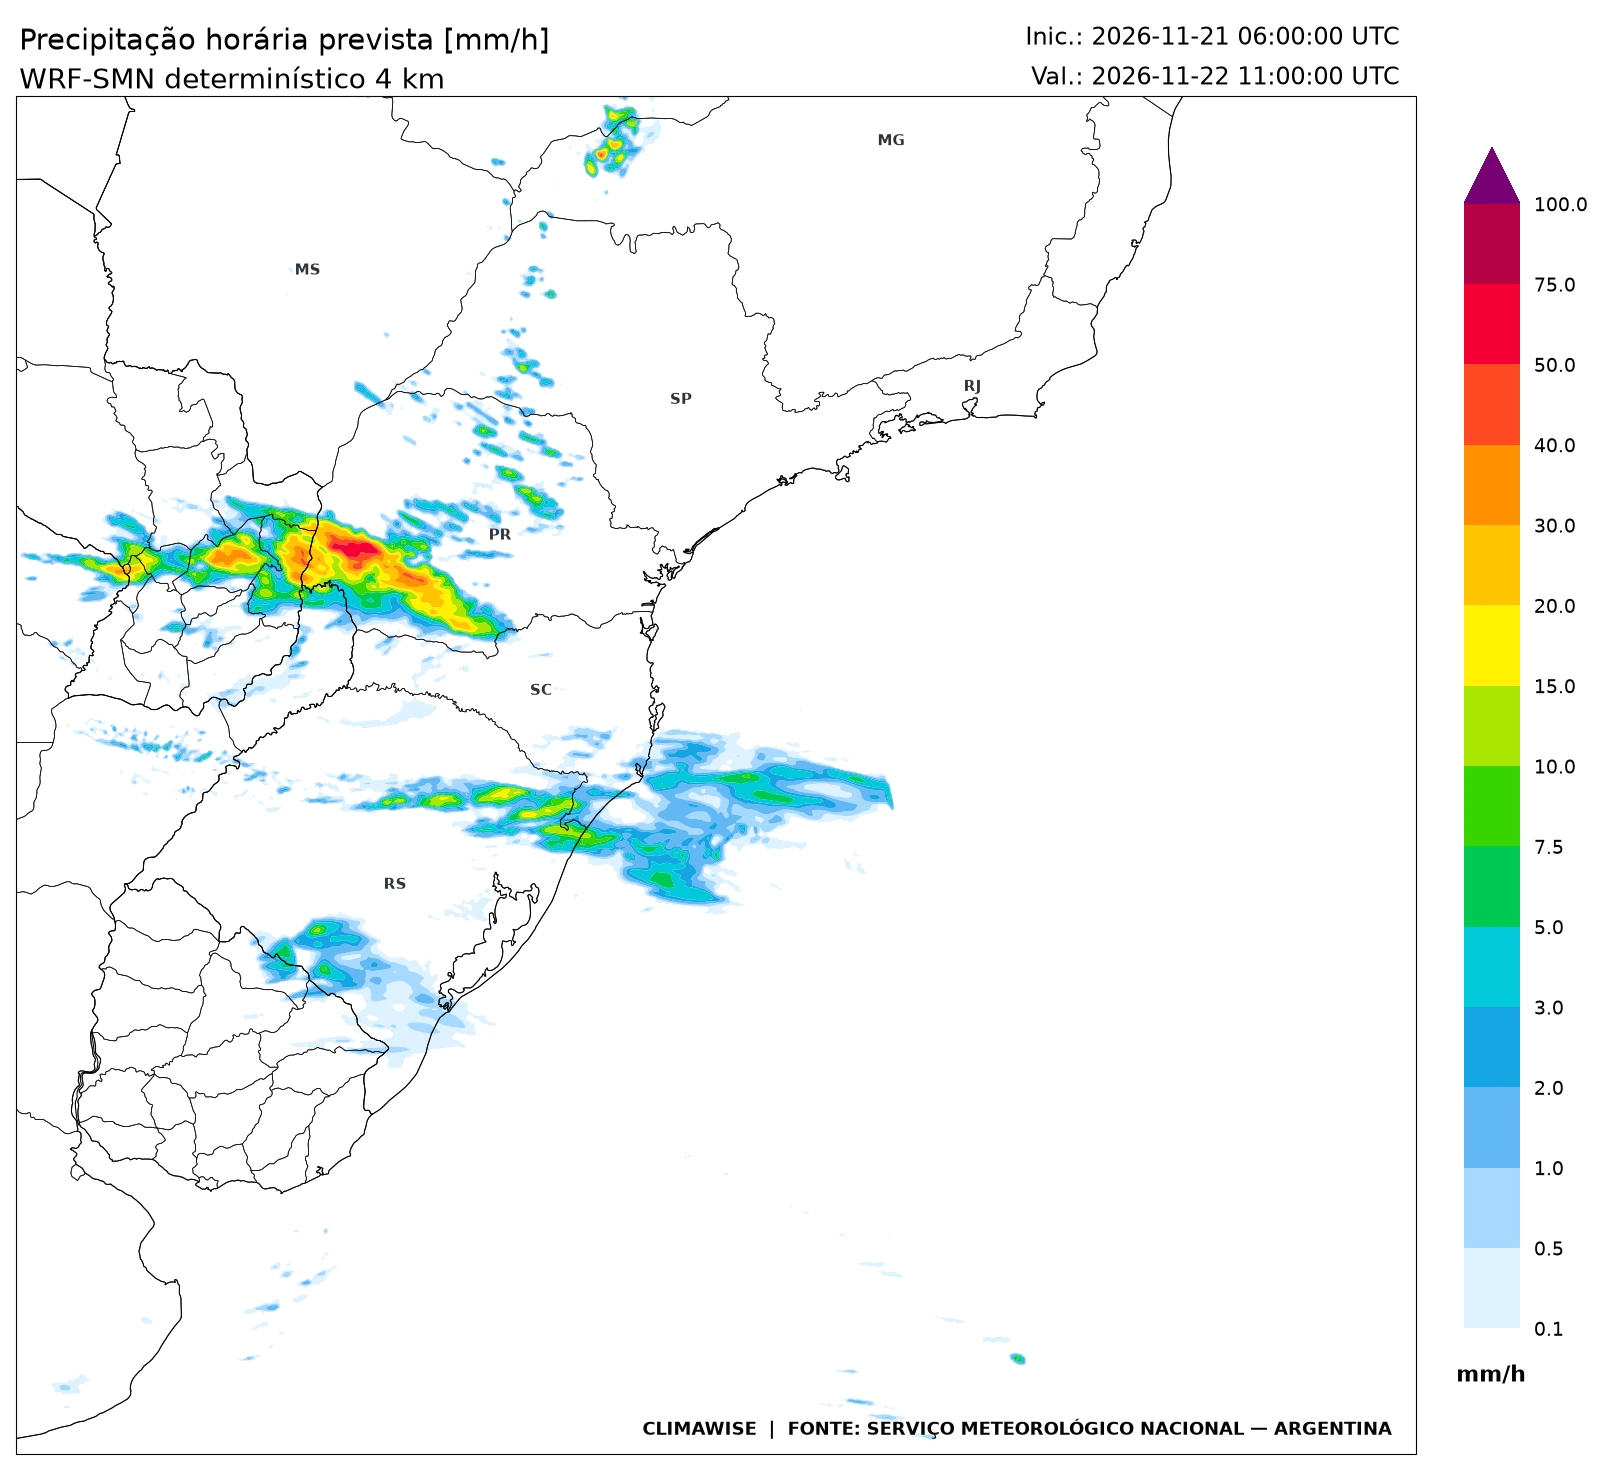 Precipitação horária prevista [mm/h]
WRF-SMN determinístico 4 km
Inic.: 2026-11-21 06:00:00 UTC
Val.: 2026-11-22 11:00:00 UTC
MG
MS
SP
RJ
PR
SC
RS
100.0
75.0
50.0
40.0
30.0
20.0
15.0
10.0
7.5
5.0
3.0
2.0
1.0
0.5
0.1
mm/h
CLIMAWISE | FONTE: SERVIÇO METEOROLÓGICO NACIONAL — ARGENTINA